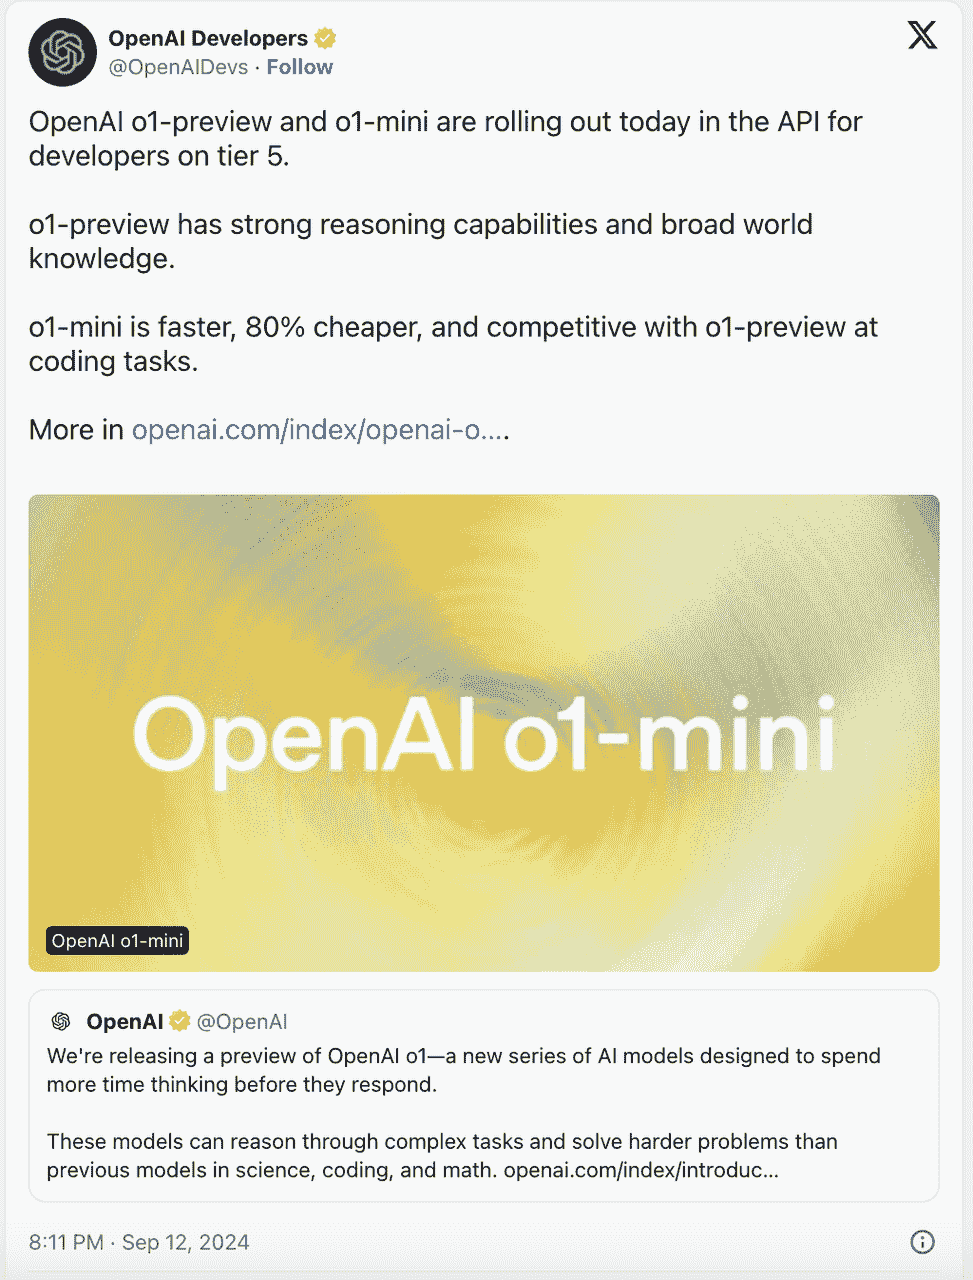 OpenAI Developers
@OpenAIDevs · Follow
OpenAI o1-preview and o1-mini are rolling out today in the API for
developers on tier 5.
o1-preview has strong reasoning capabilities and broad world
knowledge.
o1-mini is faster, 80% cheaper, and competitive with o1-preview at
coding tasks.
More in openai.com/index/openai-o….
OpenAI o1-mini
OpenAI o1-mini
OpenAI @OpenAI
We're releasing a preview of OpenAI o1—a new series of AI models designed to spend
more time thinking before they respond.
These models can reason through complex tasks and solve harder problems than
previous models in science, coding, and math. openai.com/index/introduc…
8:11 PM · Sep 12, 2024